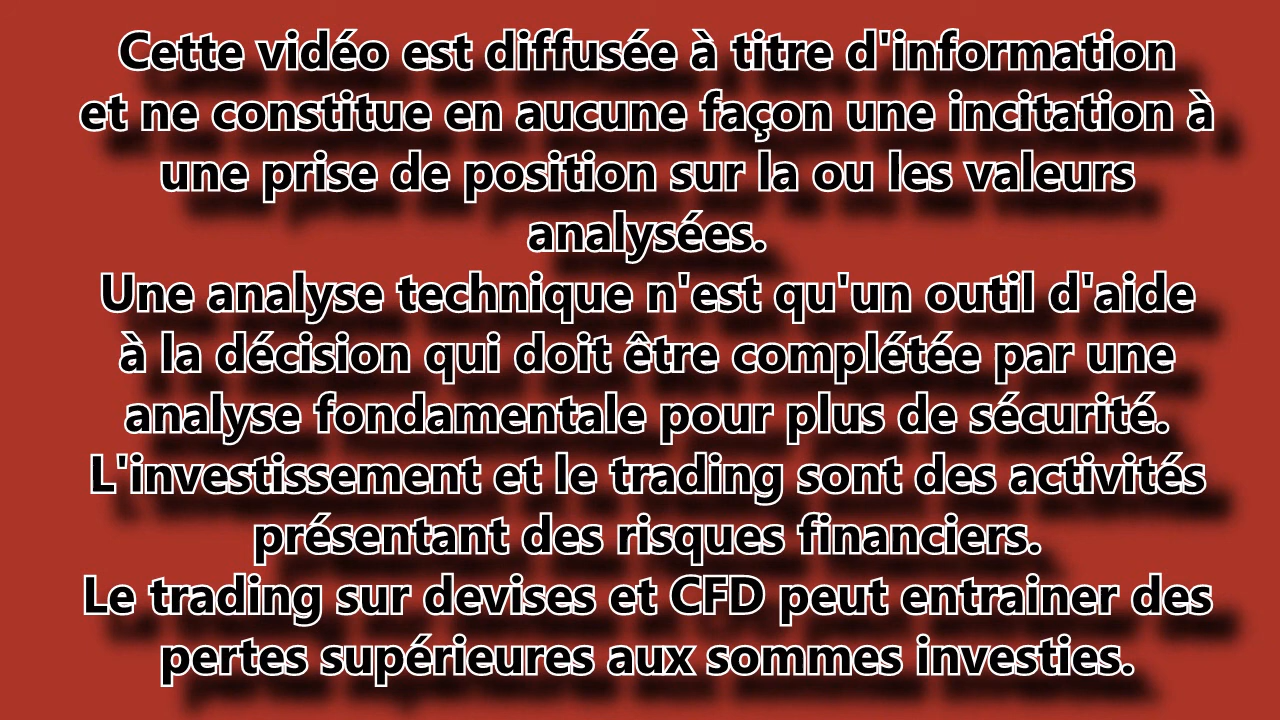 Cette vidéo est diffusée à titre d'information
et ne constitue en aucune façon une incitation à
une prise de position sur la ou les valeurs
analysées.
Une analyse technique n'est qu'un outil d'aide
à la décision qui doit être complétée par une
analyse fondamentale pour plus de sécurité.
L'investissement et le trading sont des activités
présentant des risques financiers.
Le trading sur devises et CFD peut entrainer des
pertes supérieures aux sommes investies.